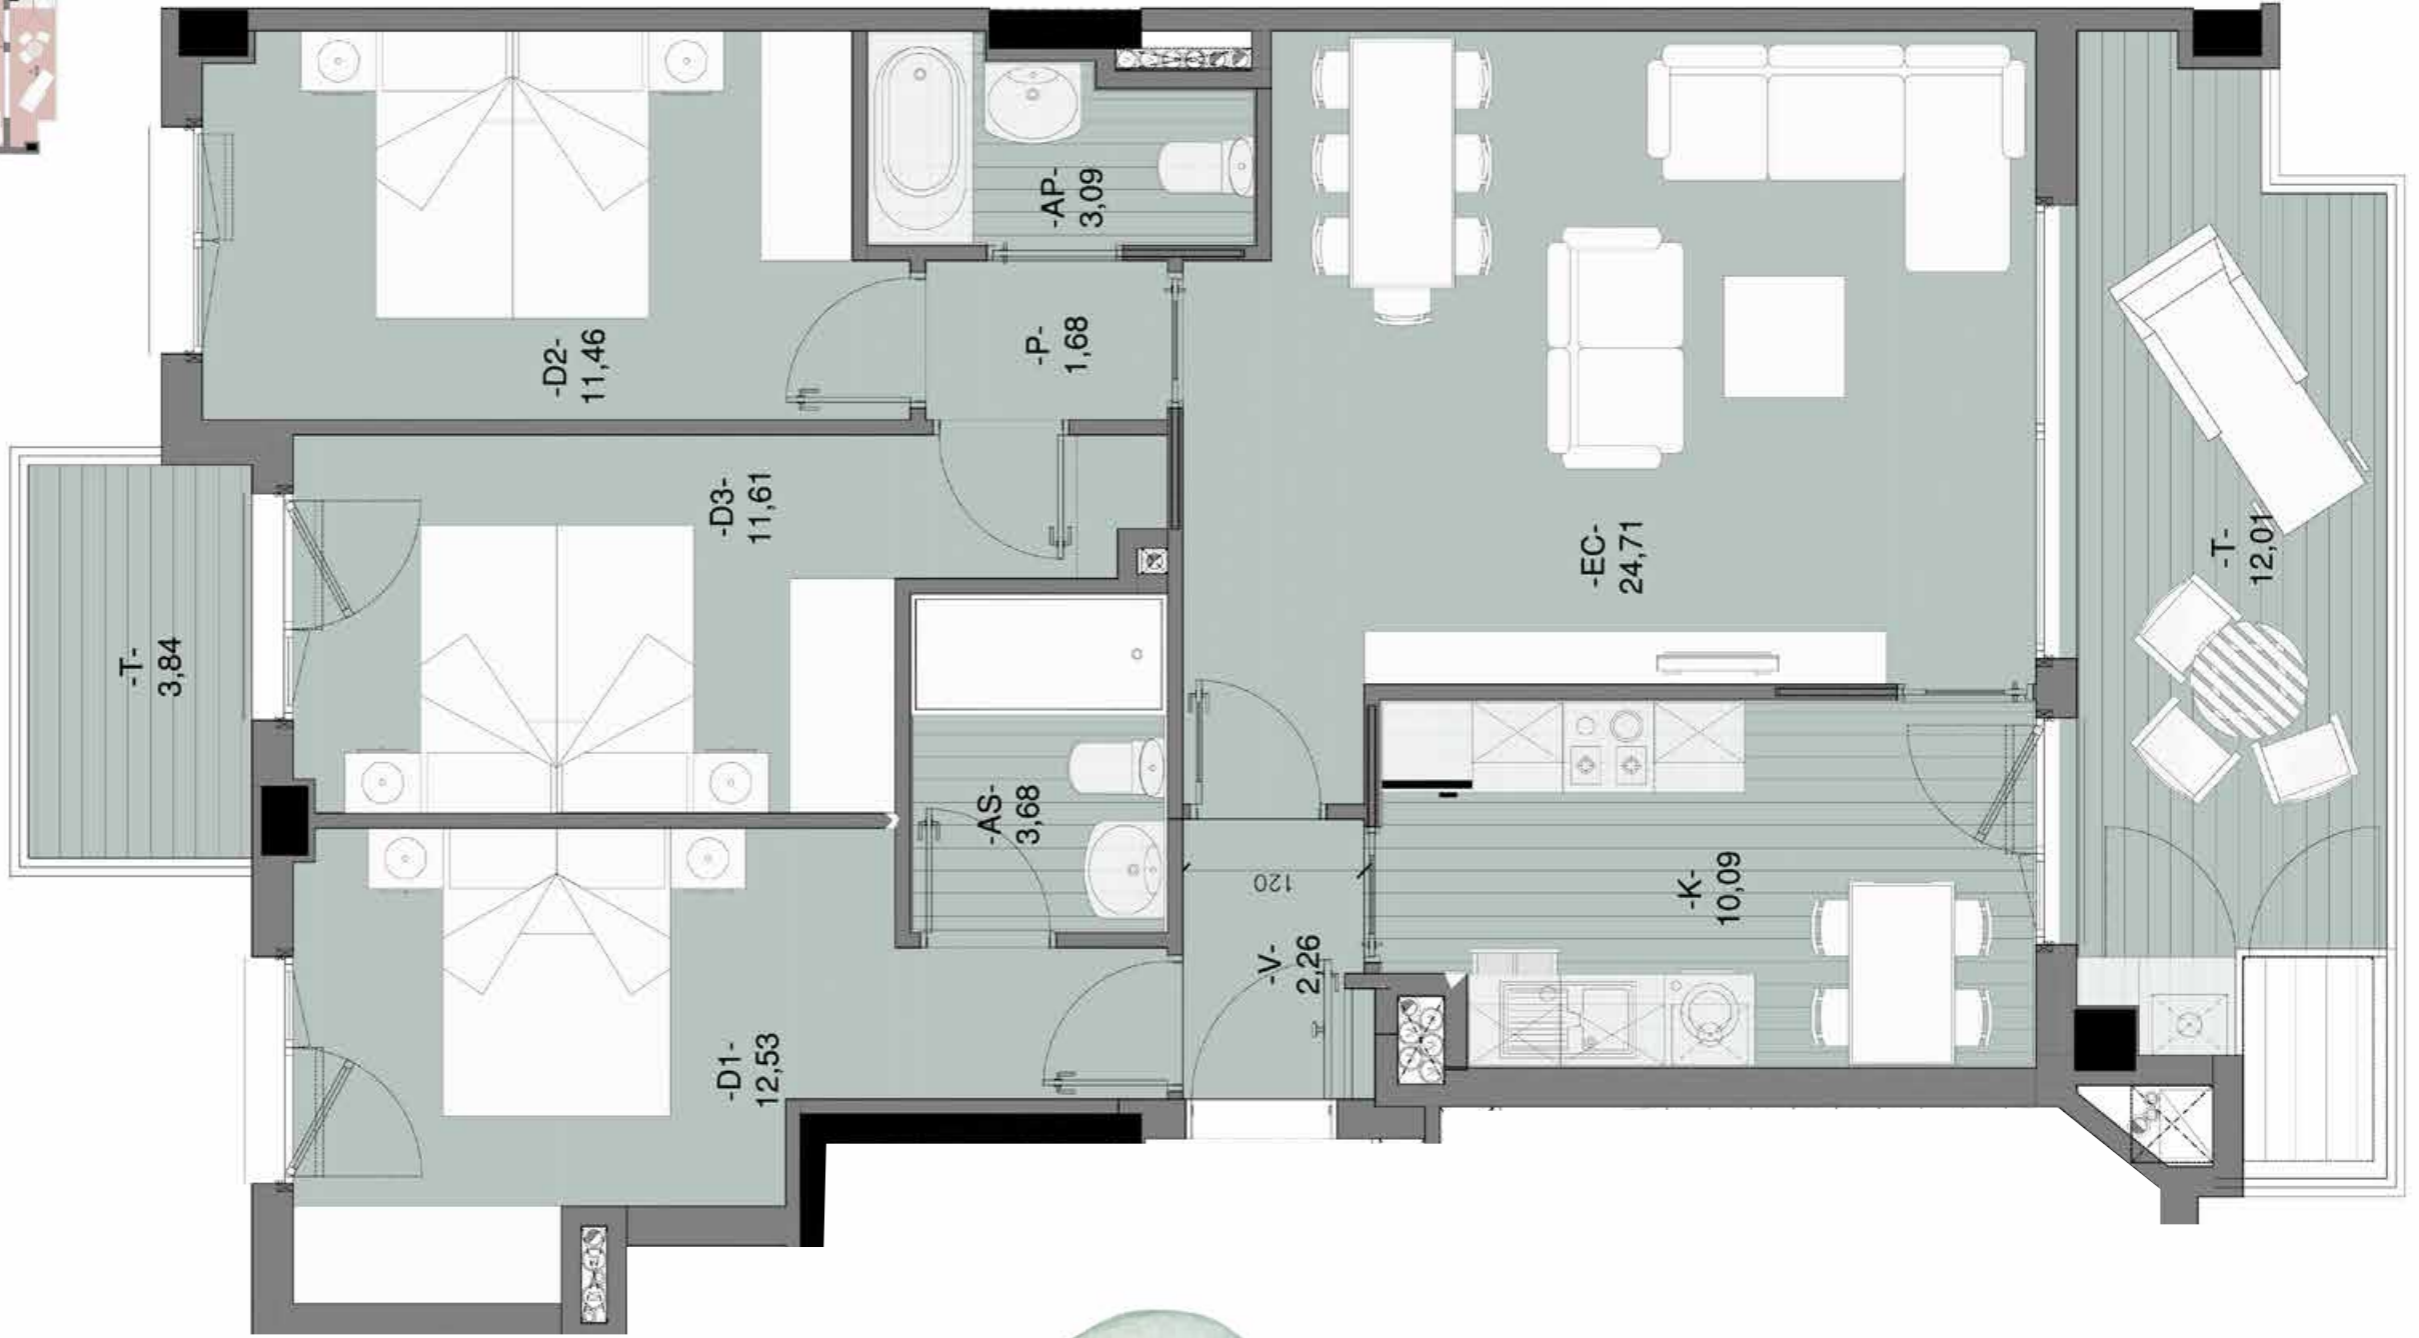 -AP-
3,09
-D2-
11,46
-P-
1,68
-D3-
11,61
-EC-
24,71
-T-
12,01
-T-
3,84
-AS-
3,68
120
-K-
10,09
-V-
2,26
-D1-
12,53